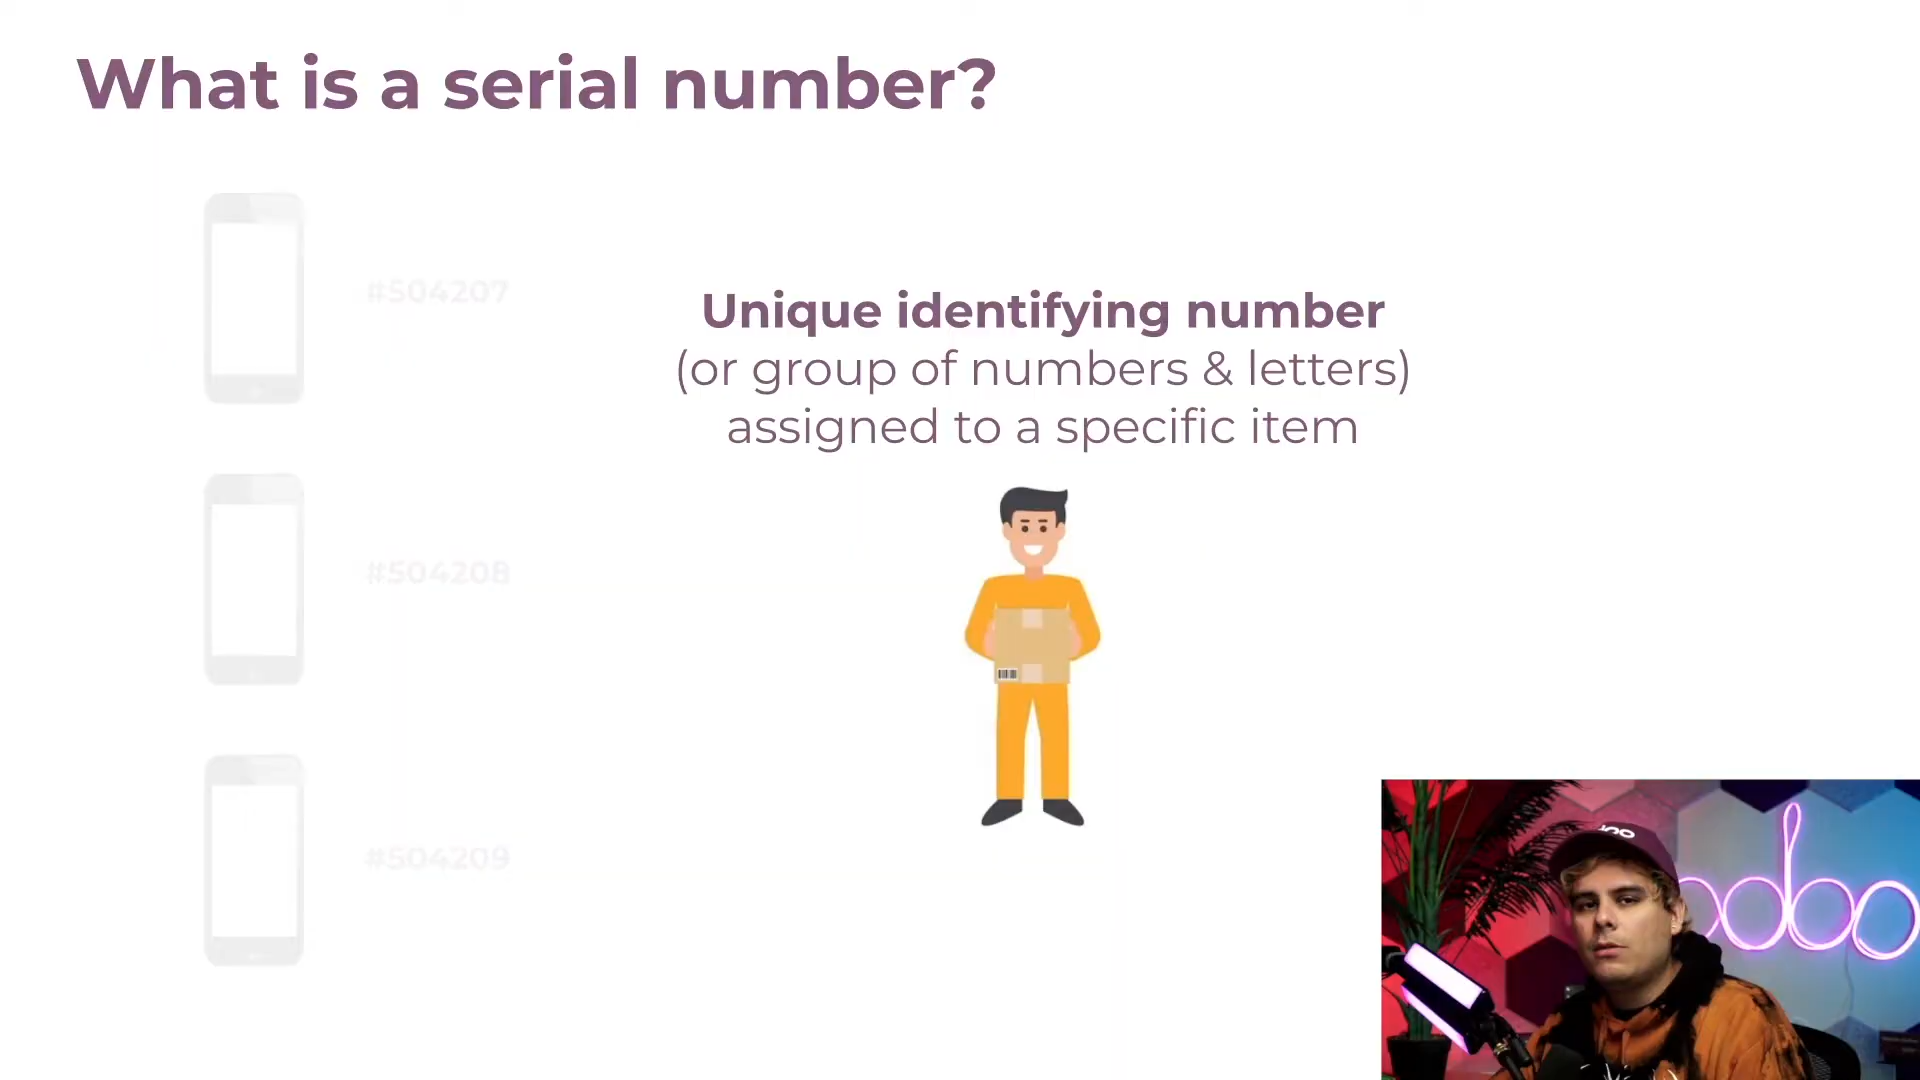 What is a serial number?
#504207
Unique identifying number
(or group of numbers & letters)
assigned to a specific item
#504208
#504209
odoo